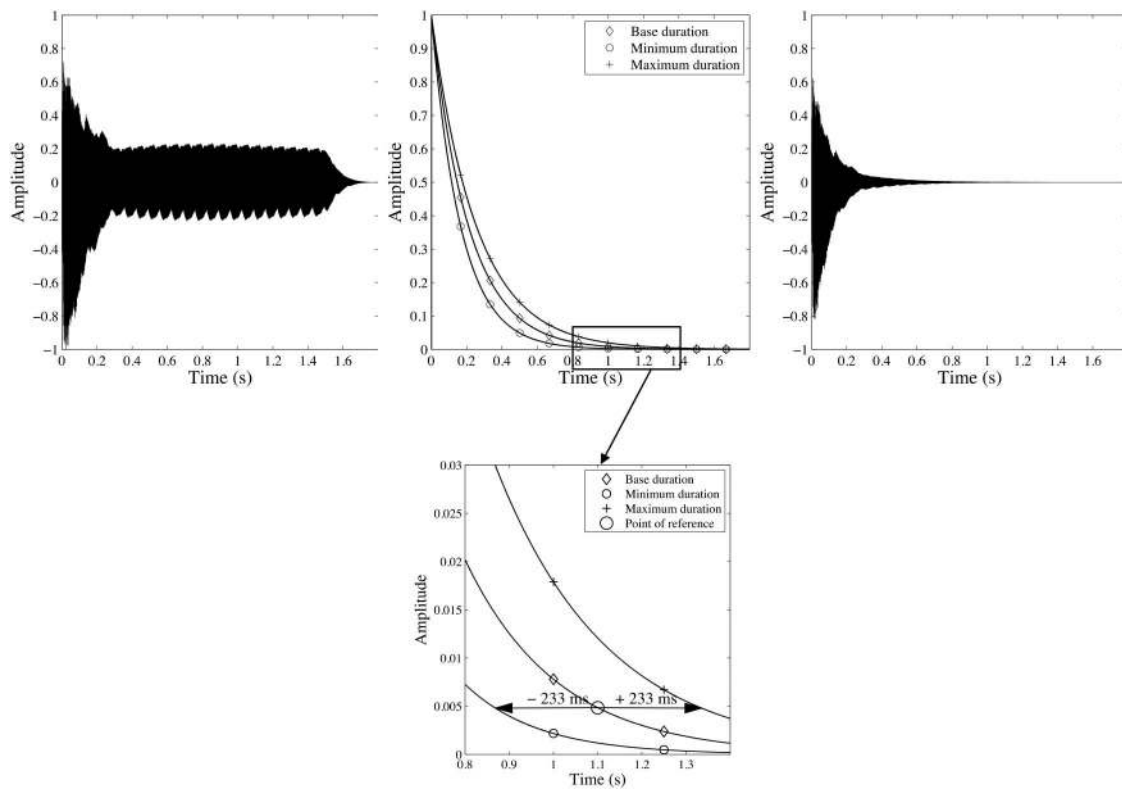 1
0.8
0.6
0.4
0.2
0
−0.2
−0.4
−0.6
−0.8
−1
Amplitude
0 0.2 0.4 0.6 0.8 1 1.2 1.4 1.6
Time (s)
1
0.9
0.8
0.7
0.6
0.5
0.4
0.3
0.2
0.1
0
Amplitude
Base duration
Minimum duration
Maximum duration
0 0.2 0.4 0.6 0.8 1 1.2 1.4 1.6
Time (s)
1
0.8
0.6
0.4
0.2
0
−0.2
−0.4
−0.6
−0.8
−1
Amplitude
0 0.2 0.4 0.6 0.8 1 1.2 1.4 1.6
Time (s)
0.03
0.025
0.02
0.015
0.01
0.005
0
Amplitude
Base duration
Minimum duration
Maximum duration
Point of reference
− 233 ms + 233 ms
0.8 0.9 1 1.1 1.2 1.3
Time (s)